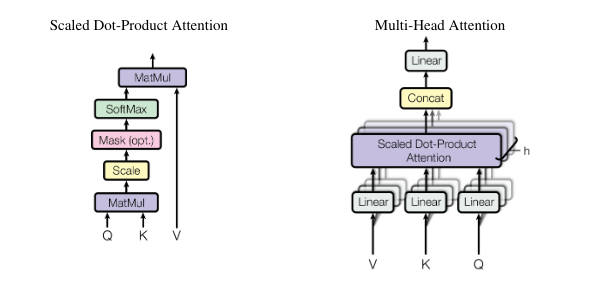 Scaled Dot-Product Attention
MatMul
SoftMax
Mask (opt.)
Scale
MatMul
Q K V
Multi-Head Attention
Linear
Concat
Scaled Dot-Product
Attention
h
Linear Linear Linear
V K Q